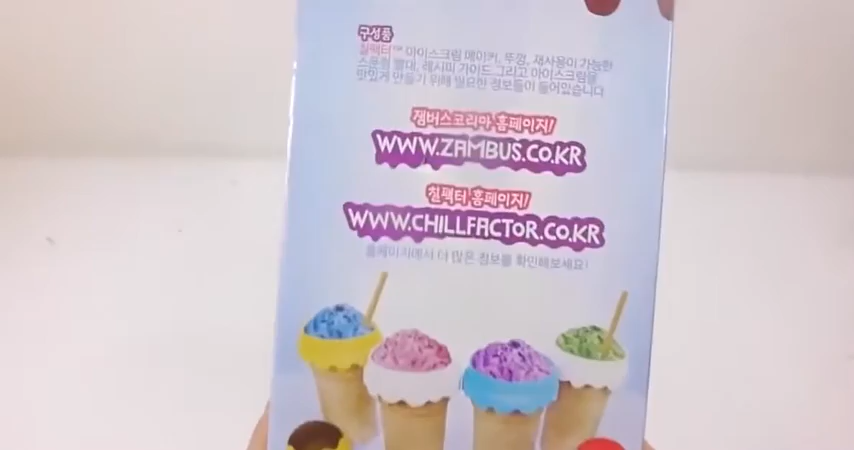 구성품
칠팩터™ 아이스크림 메이커, 뚜껑, 재사용이 가능한
스푼형 빨대, 레시피 가이드 그리고 아이스크림을
맛있게 만들기 위해 필요한 정보들이 들어있습니다
잼버스코리아 홈페이지!
WWW.ZAMBUS.CO.KR
칠팩터 홈페이지!
WWW.CHILLFACTOR.CO.KR
홈페이지에서 더 많은 정보를 확인해보세요!